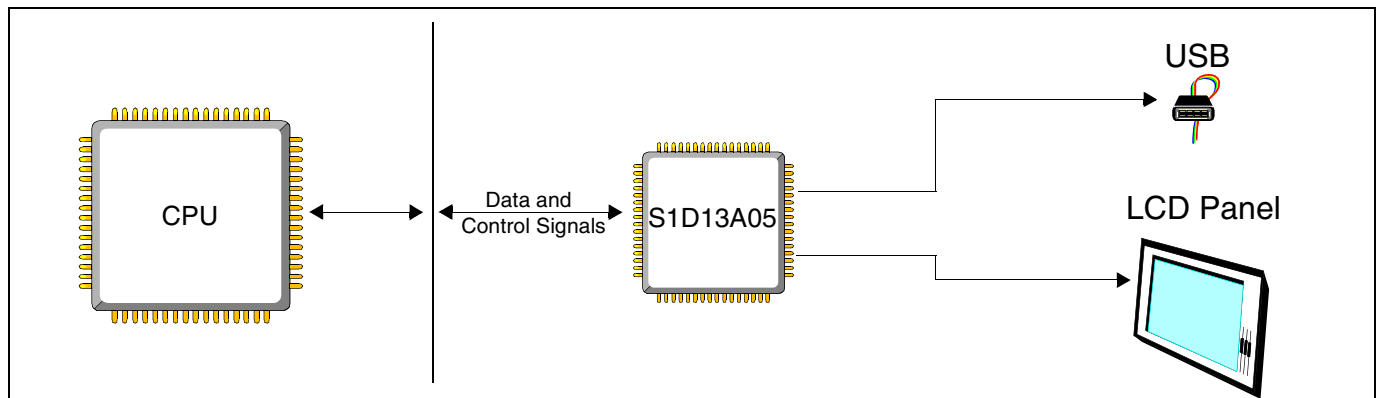 USB
CPU
Data and
Control Signals
S1D13A05
LCD Panel